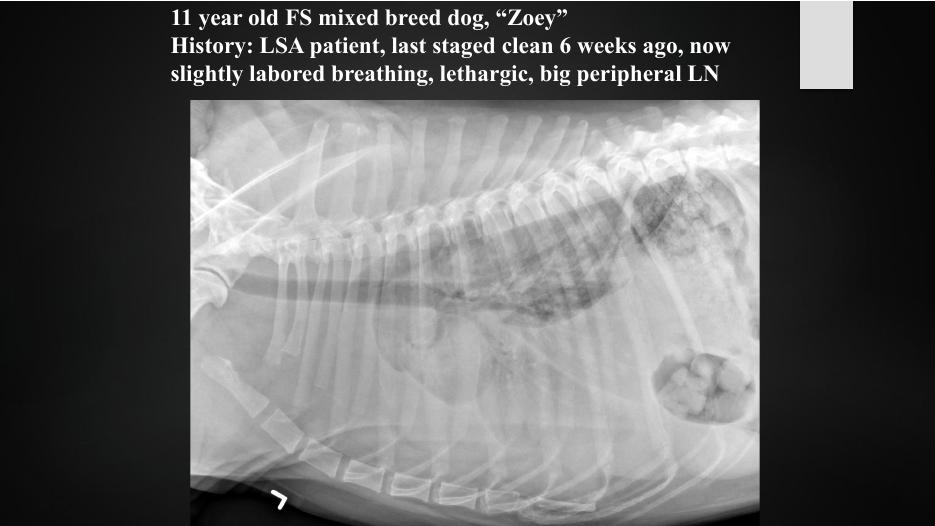 11 year old FS mixed breed dog, “Zoey”
History: LSA patient, last staged clean 6 weeks ago, now
slightly labored breathing, lethargic, big peripheral LN